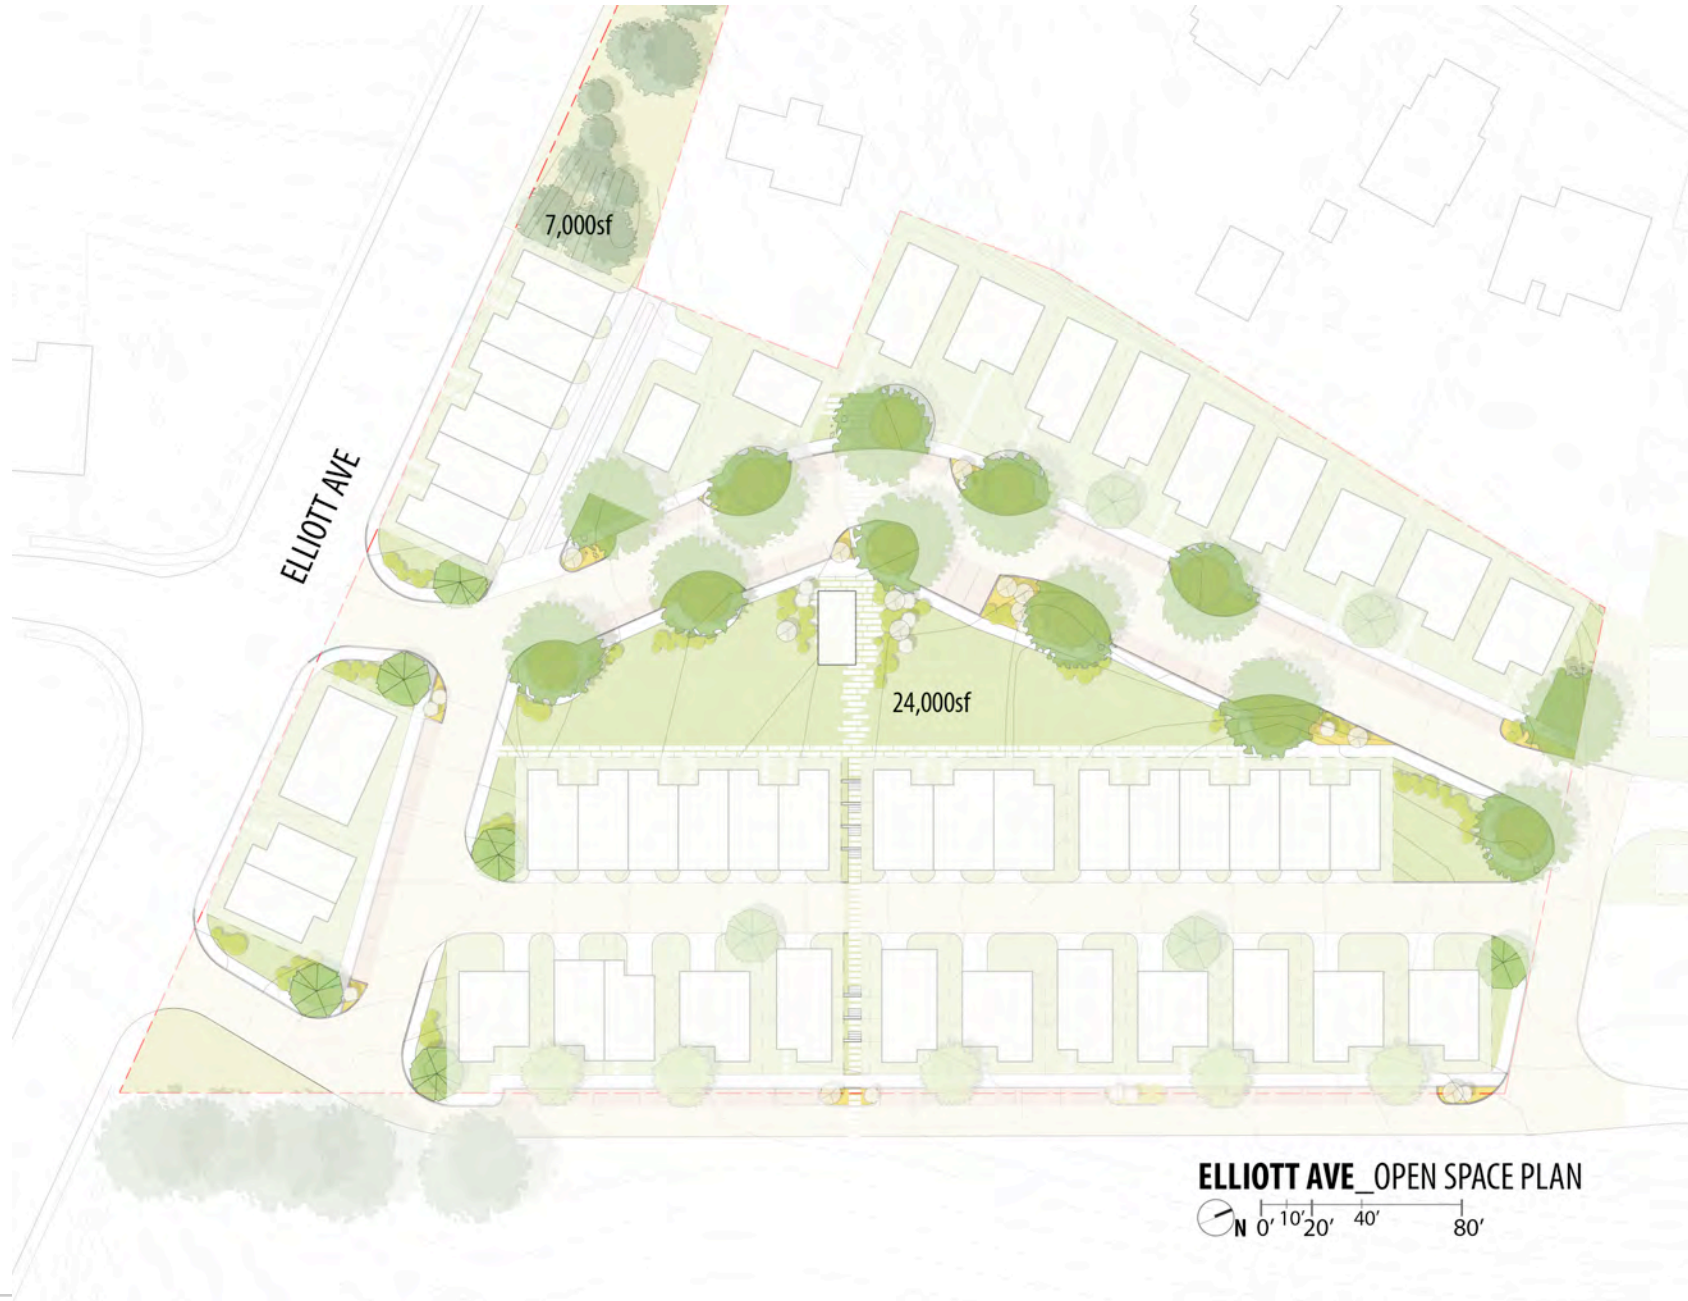 7,000sf
ELLIOTT AVE
24,000sf
ELLIOTT AVE_OPEN SPACE PLAN
N 0' 10' 20' 40' 80'